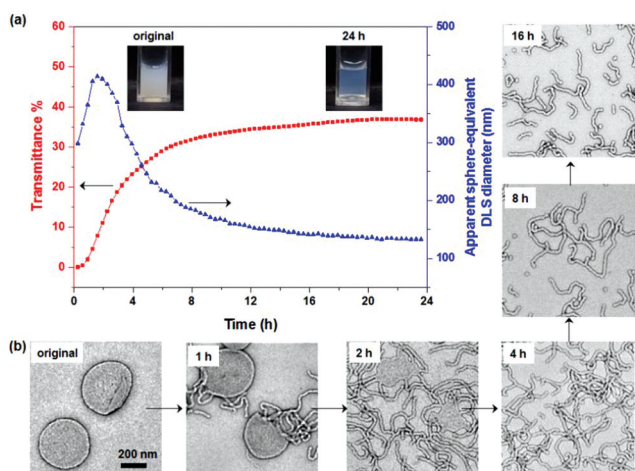 (a)
original
24 h
Transmittance %
60
50
40
30
20
10
0
0
4
8
12
16
20
24
Time (h)
500
400
300
200
100
Apparent sphere-equivalent
DLS diameter (nm)
16 h
8 h
(b)
original
200 nm
1 h
2 h
4 h